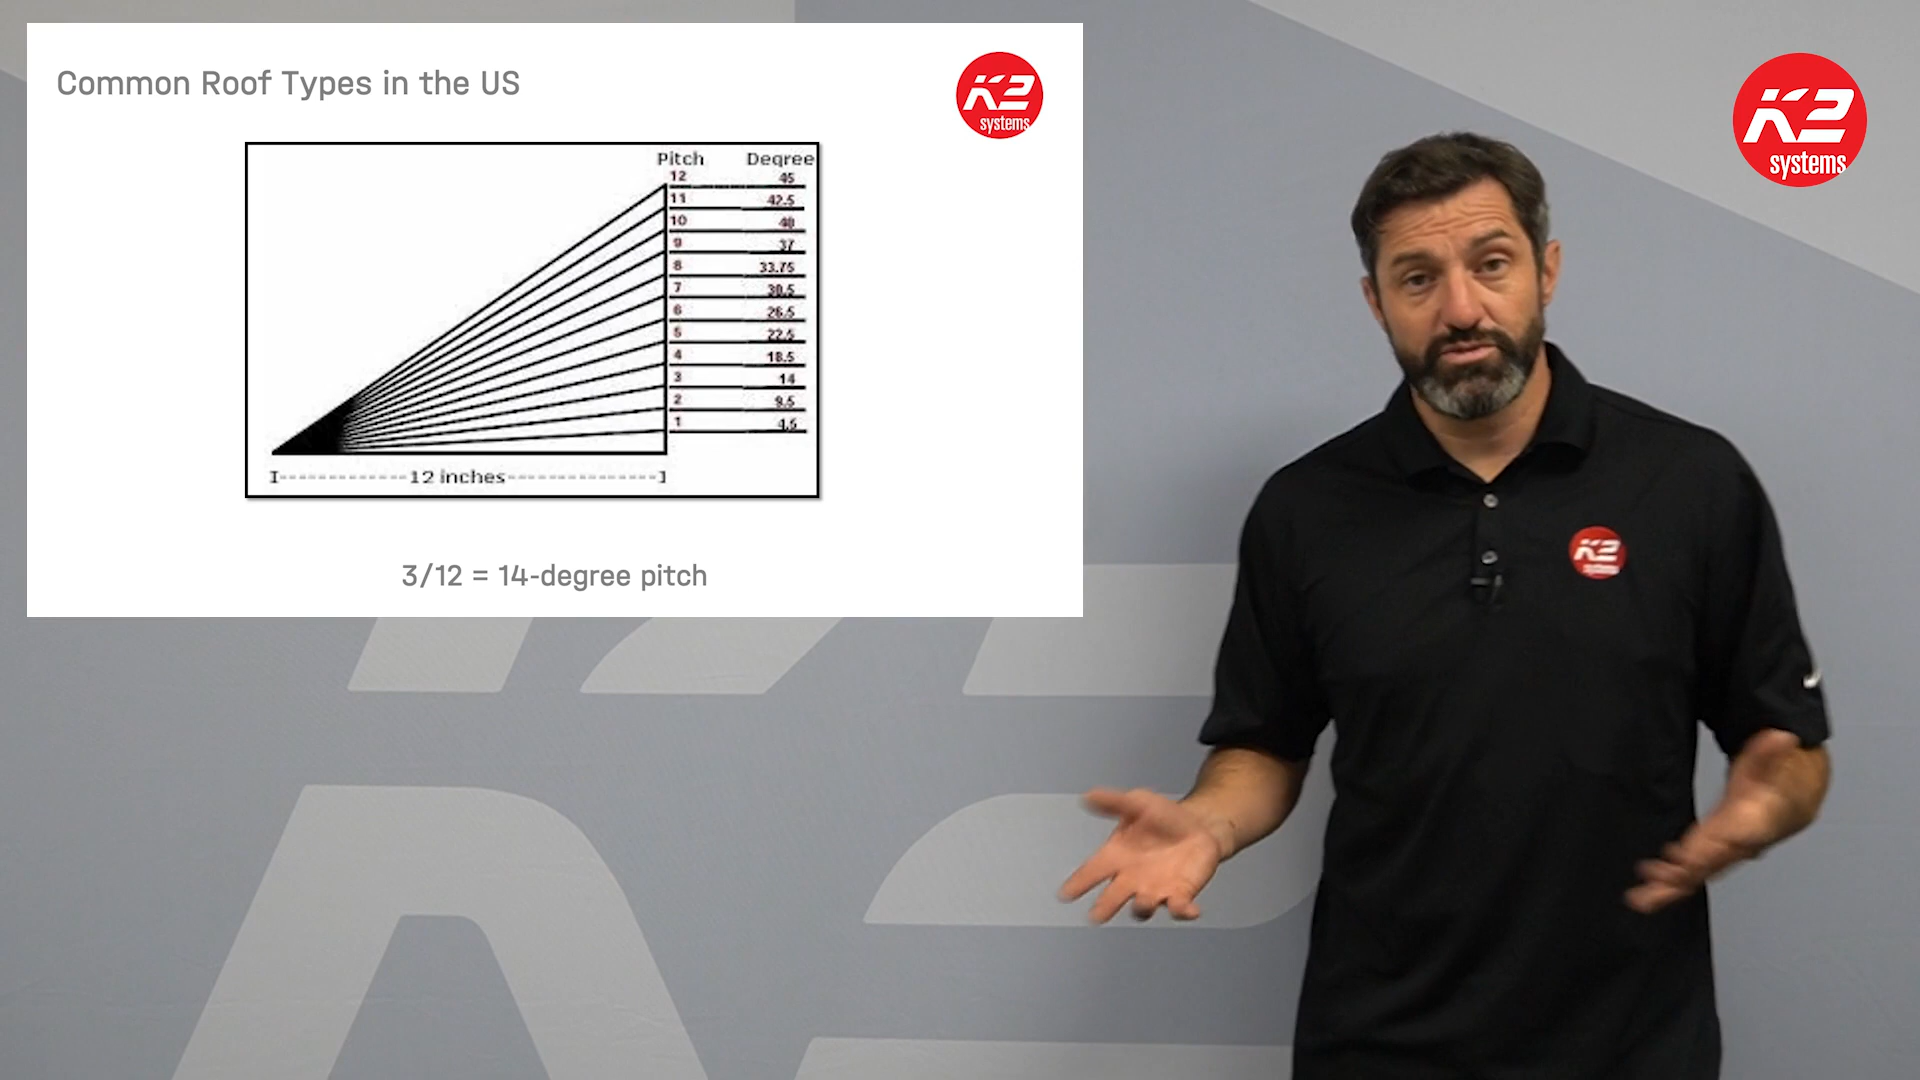 Common Roof Types in the US
K2
systems
Pitch Degree
12 45
11 42.5
10 40
9 37
8 33.75
7 30.5
6 26.5
5 22.5
4 18.5
3 14
2 9.5
1 4.5
I-------------12 inches---------------]
3/12 = 14-degree pitch
K2
systems
K2
systems